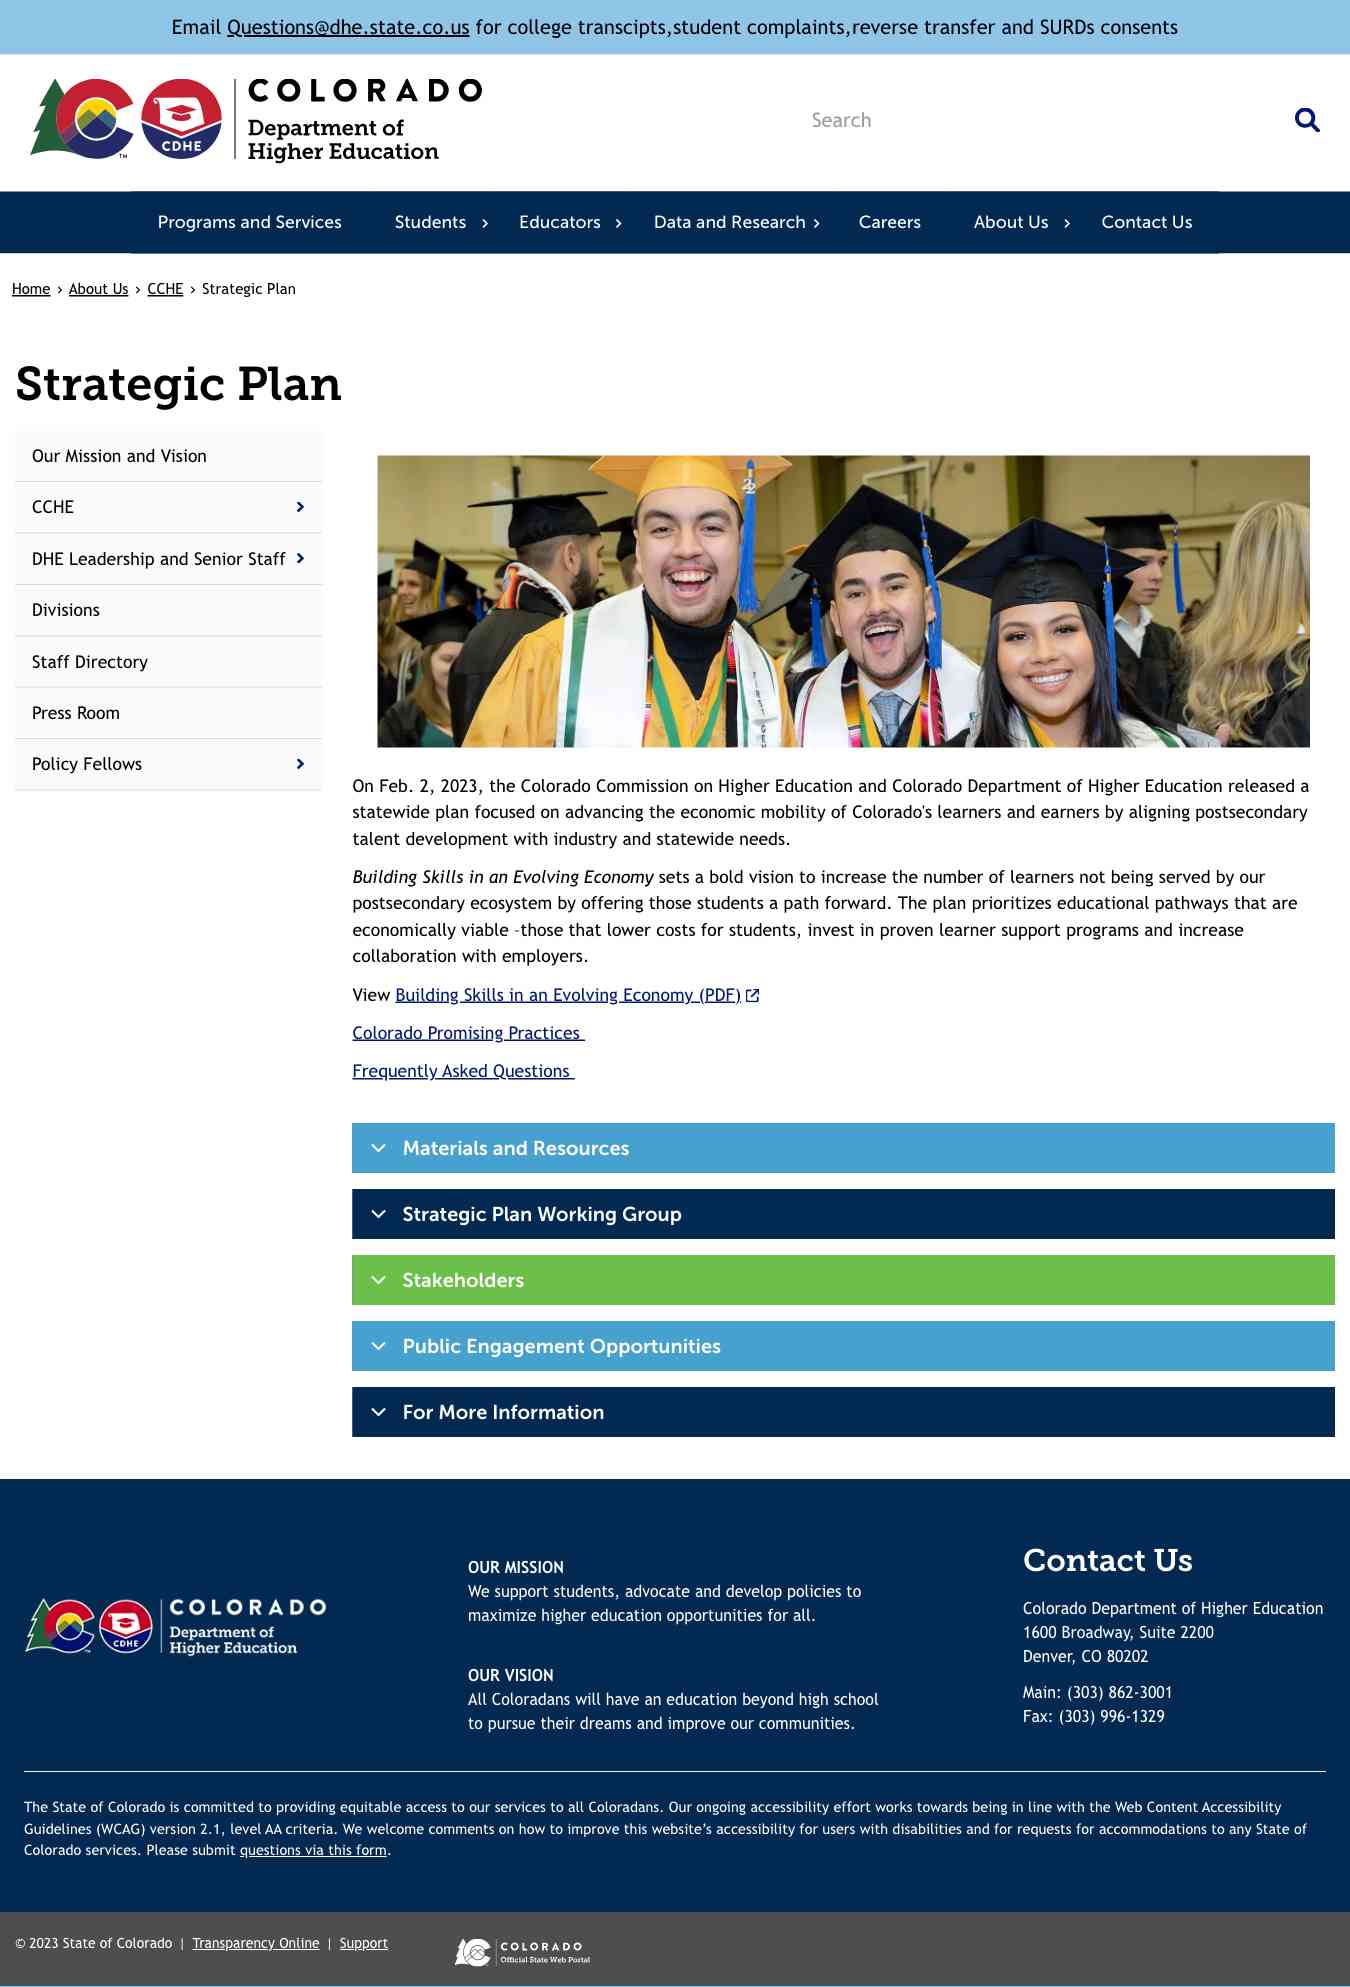 Email Questions@dhe.state.co.us for college transcipts,student complaints,reverse transfer and SURDs consents
CDHE
TM
COLORADO
Department of
Higher Education
Search
Programs and Services Students Educators Data and Research Careers About Us Contact Us
Home › About Us › CCHE › Strategic Plan
Strategic Plan
Our Mission and Vision
CCHE
DHE Leadership and Senior Staff
Divisions
Staff Directory
Press Room
Policy Fellows
On Feb. 2, 2023, the Colorado Commission on Higher Education and Colorado Department of Higher Education released a
statewide plan focused on advancing the economic mobility of Colorado's learners and earners by aligning postsecondary
talent development with industry and statewide needs.
Building Skills in an Evolving Economy sets a bold vision to increase the number of learners not being served by our
postsecondary ecosystem by offering those students a path forward. The plan prioritizes educational pathways that are
economically viable -those that lower costs for students, invest in proven learner support programs and increase
collaboration with employers.
View Building Skills in an Evolving Economy (PDF)
Colorado Promising Practices
Frequently Asked Questions
Materials and Resources
Strategic Plan Working Group
Stakeholders
Public Engagement Opportunities
For More Information
CDHE
COLORADO
Department of
Higher Education
OUR MISSION
We support students, advocate and develop policies to
maximize higher education opportunities for all.
OUR VISION
All Coloradans will have an education beyond high school
to pursue their dreams and improve our communities.
Contact Us
Colorado Department of Higher Education
1600 Broadway, Suite 2200
Denver, CO 80202
Main: (303) 862-3001
Fax: (303) 996-1329
The State of Colorado is committed to providing equitable access to our services to all Coloradans. Our ongoing accessibility effort works towards being in line with the Web Content Accessibility
Guidelines (WCAG) version 2.1, level AA criteria. We welcome comments on how to improve this website’s accessibility for users with disabilities and for requests for accommodations to any State of
Colorado services. Please submit questions via this form.
© 2023 State of Colorado | Transparency Online | Support
COLORADO
Official State Web Portal